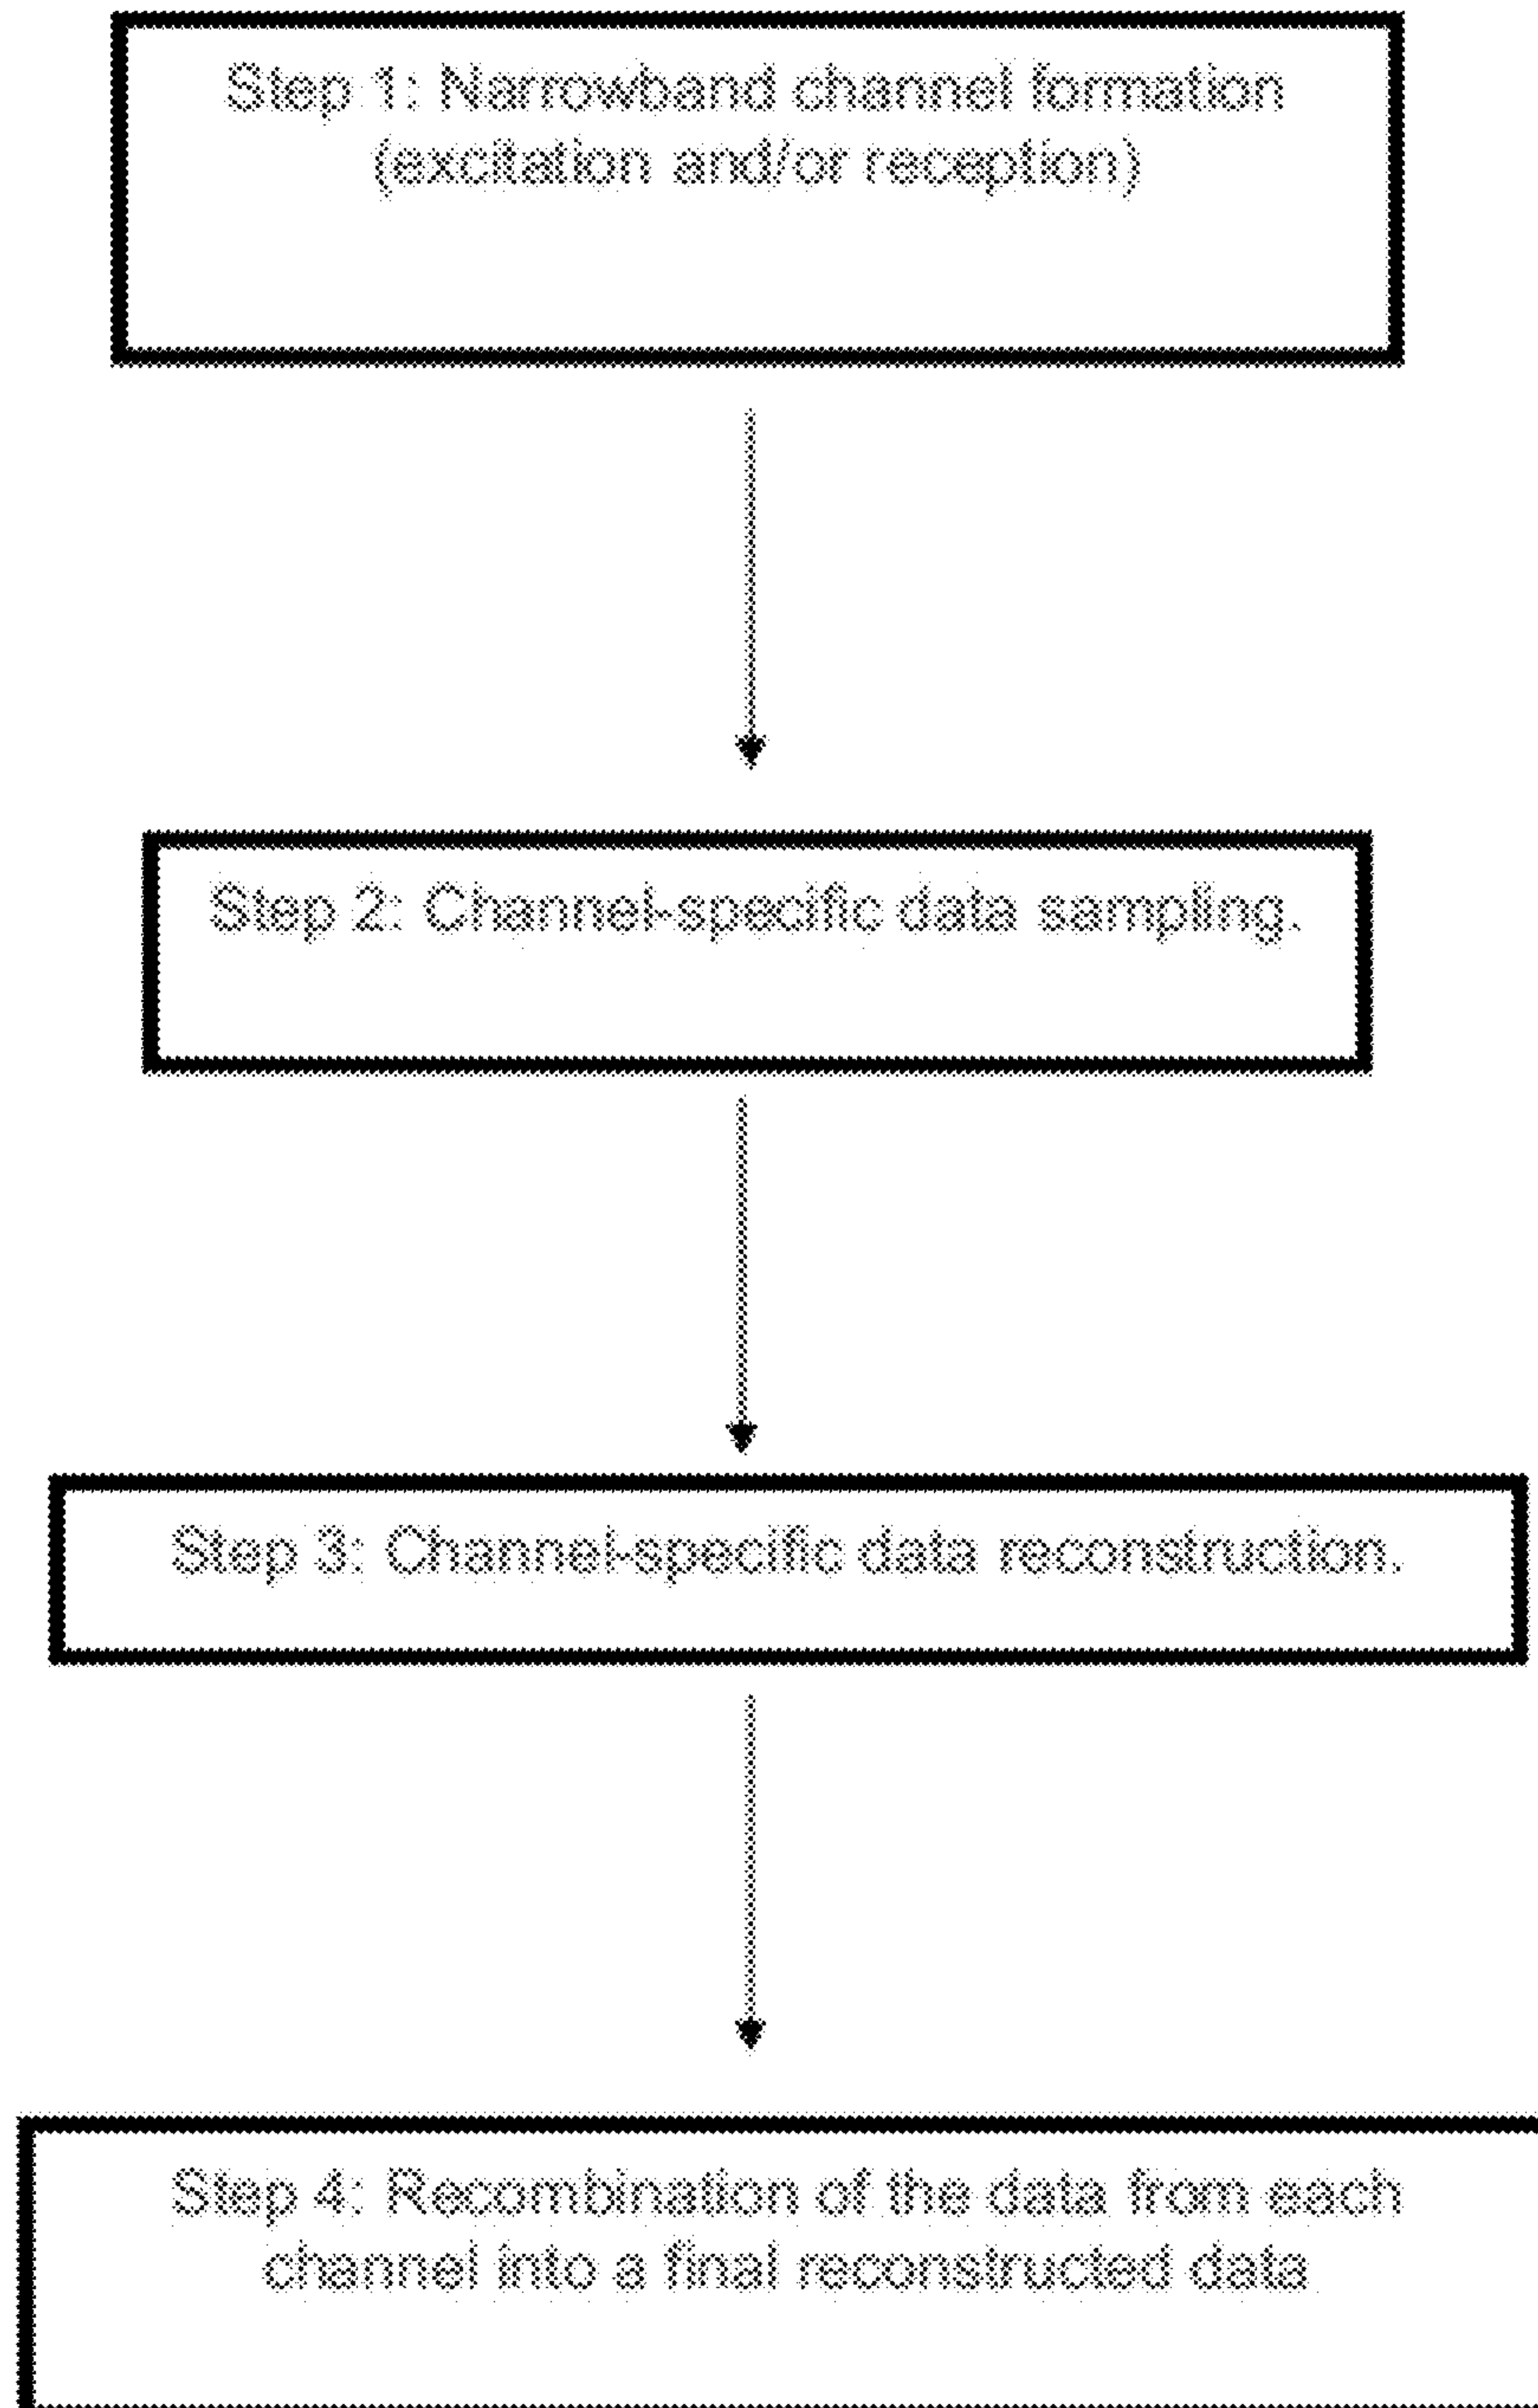 Step 1: Narrowband channel formation
(excitation and/or reception)
Step 2: Channel-specific data sampling.
Step 3: Channel-specific data reconstruction.
Step 4: Recombination of the data from each
channel into a final reconstructed data